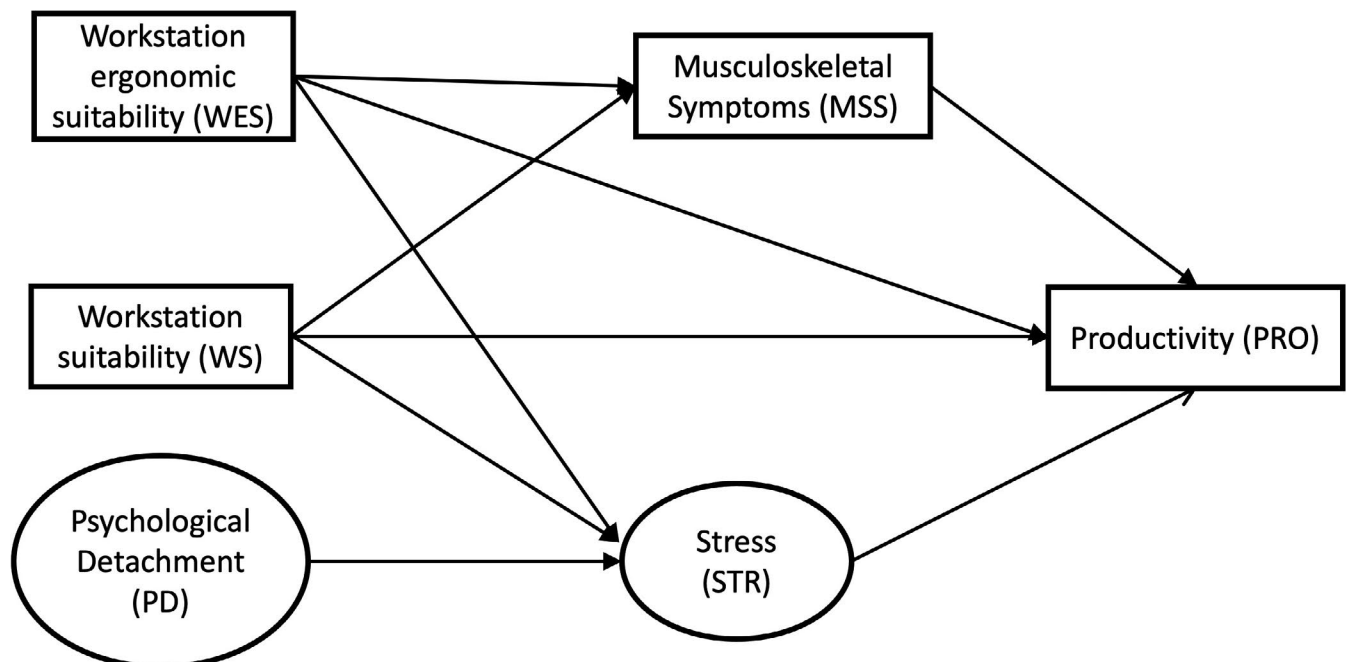 Workstation
ergonomic
suitability (WES)
Musculoskeletal
Symptoms (MSS)
Workstation
suitability (WS)
Productivity (PRO)
Psychological
Detachment
(PD)
Stress
(STR)